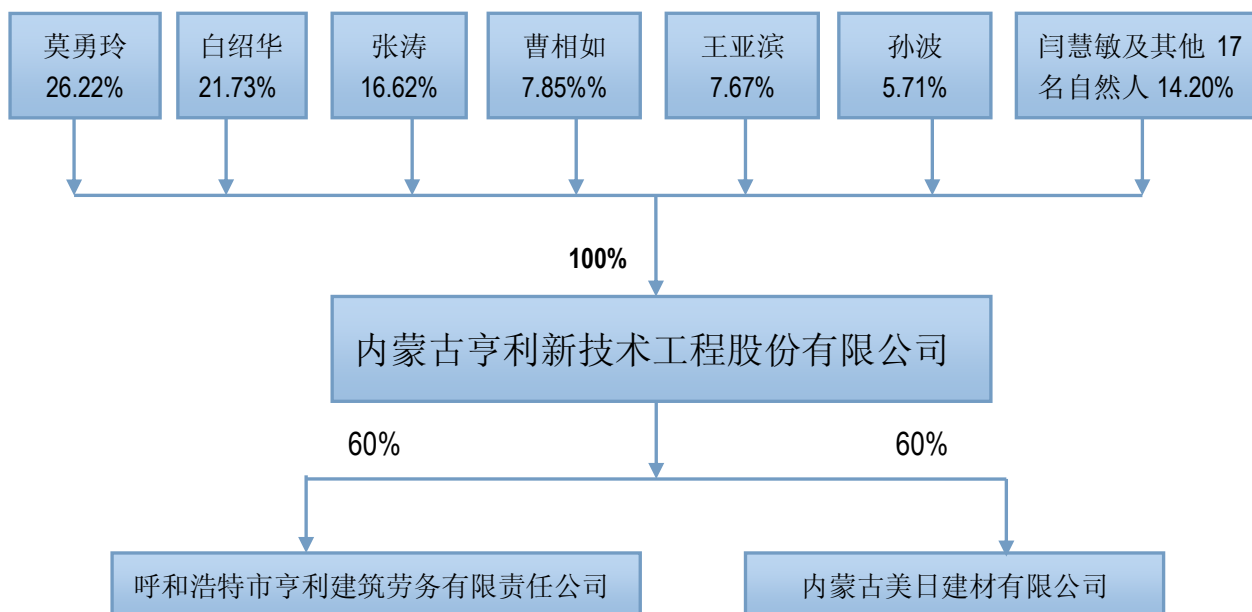 莫勇玲
26.22%
白绍华
21.73%
张涛
16.62%
曹相如
7.85%%
王亚滨
7.67%
孙波
5.71%
闫慧敏及其他 17
名自然人 14.20%
100%
内蒙古亨利新技术工程股份有限公司
60%
60%
呼和浩特市亨利建筑劳务有限责任公司
内蒙古美日建材有限公司